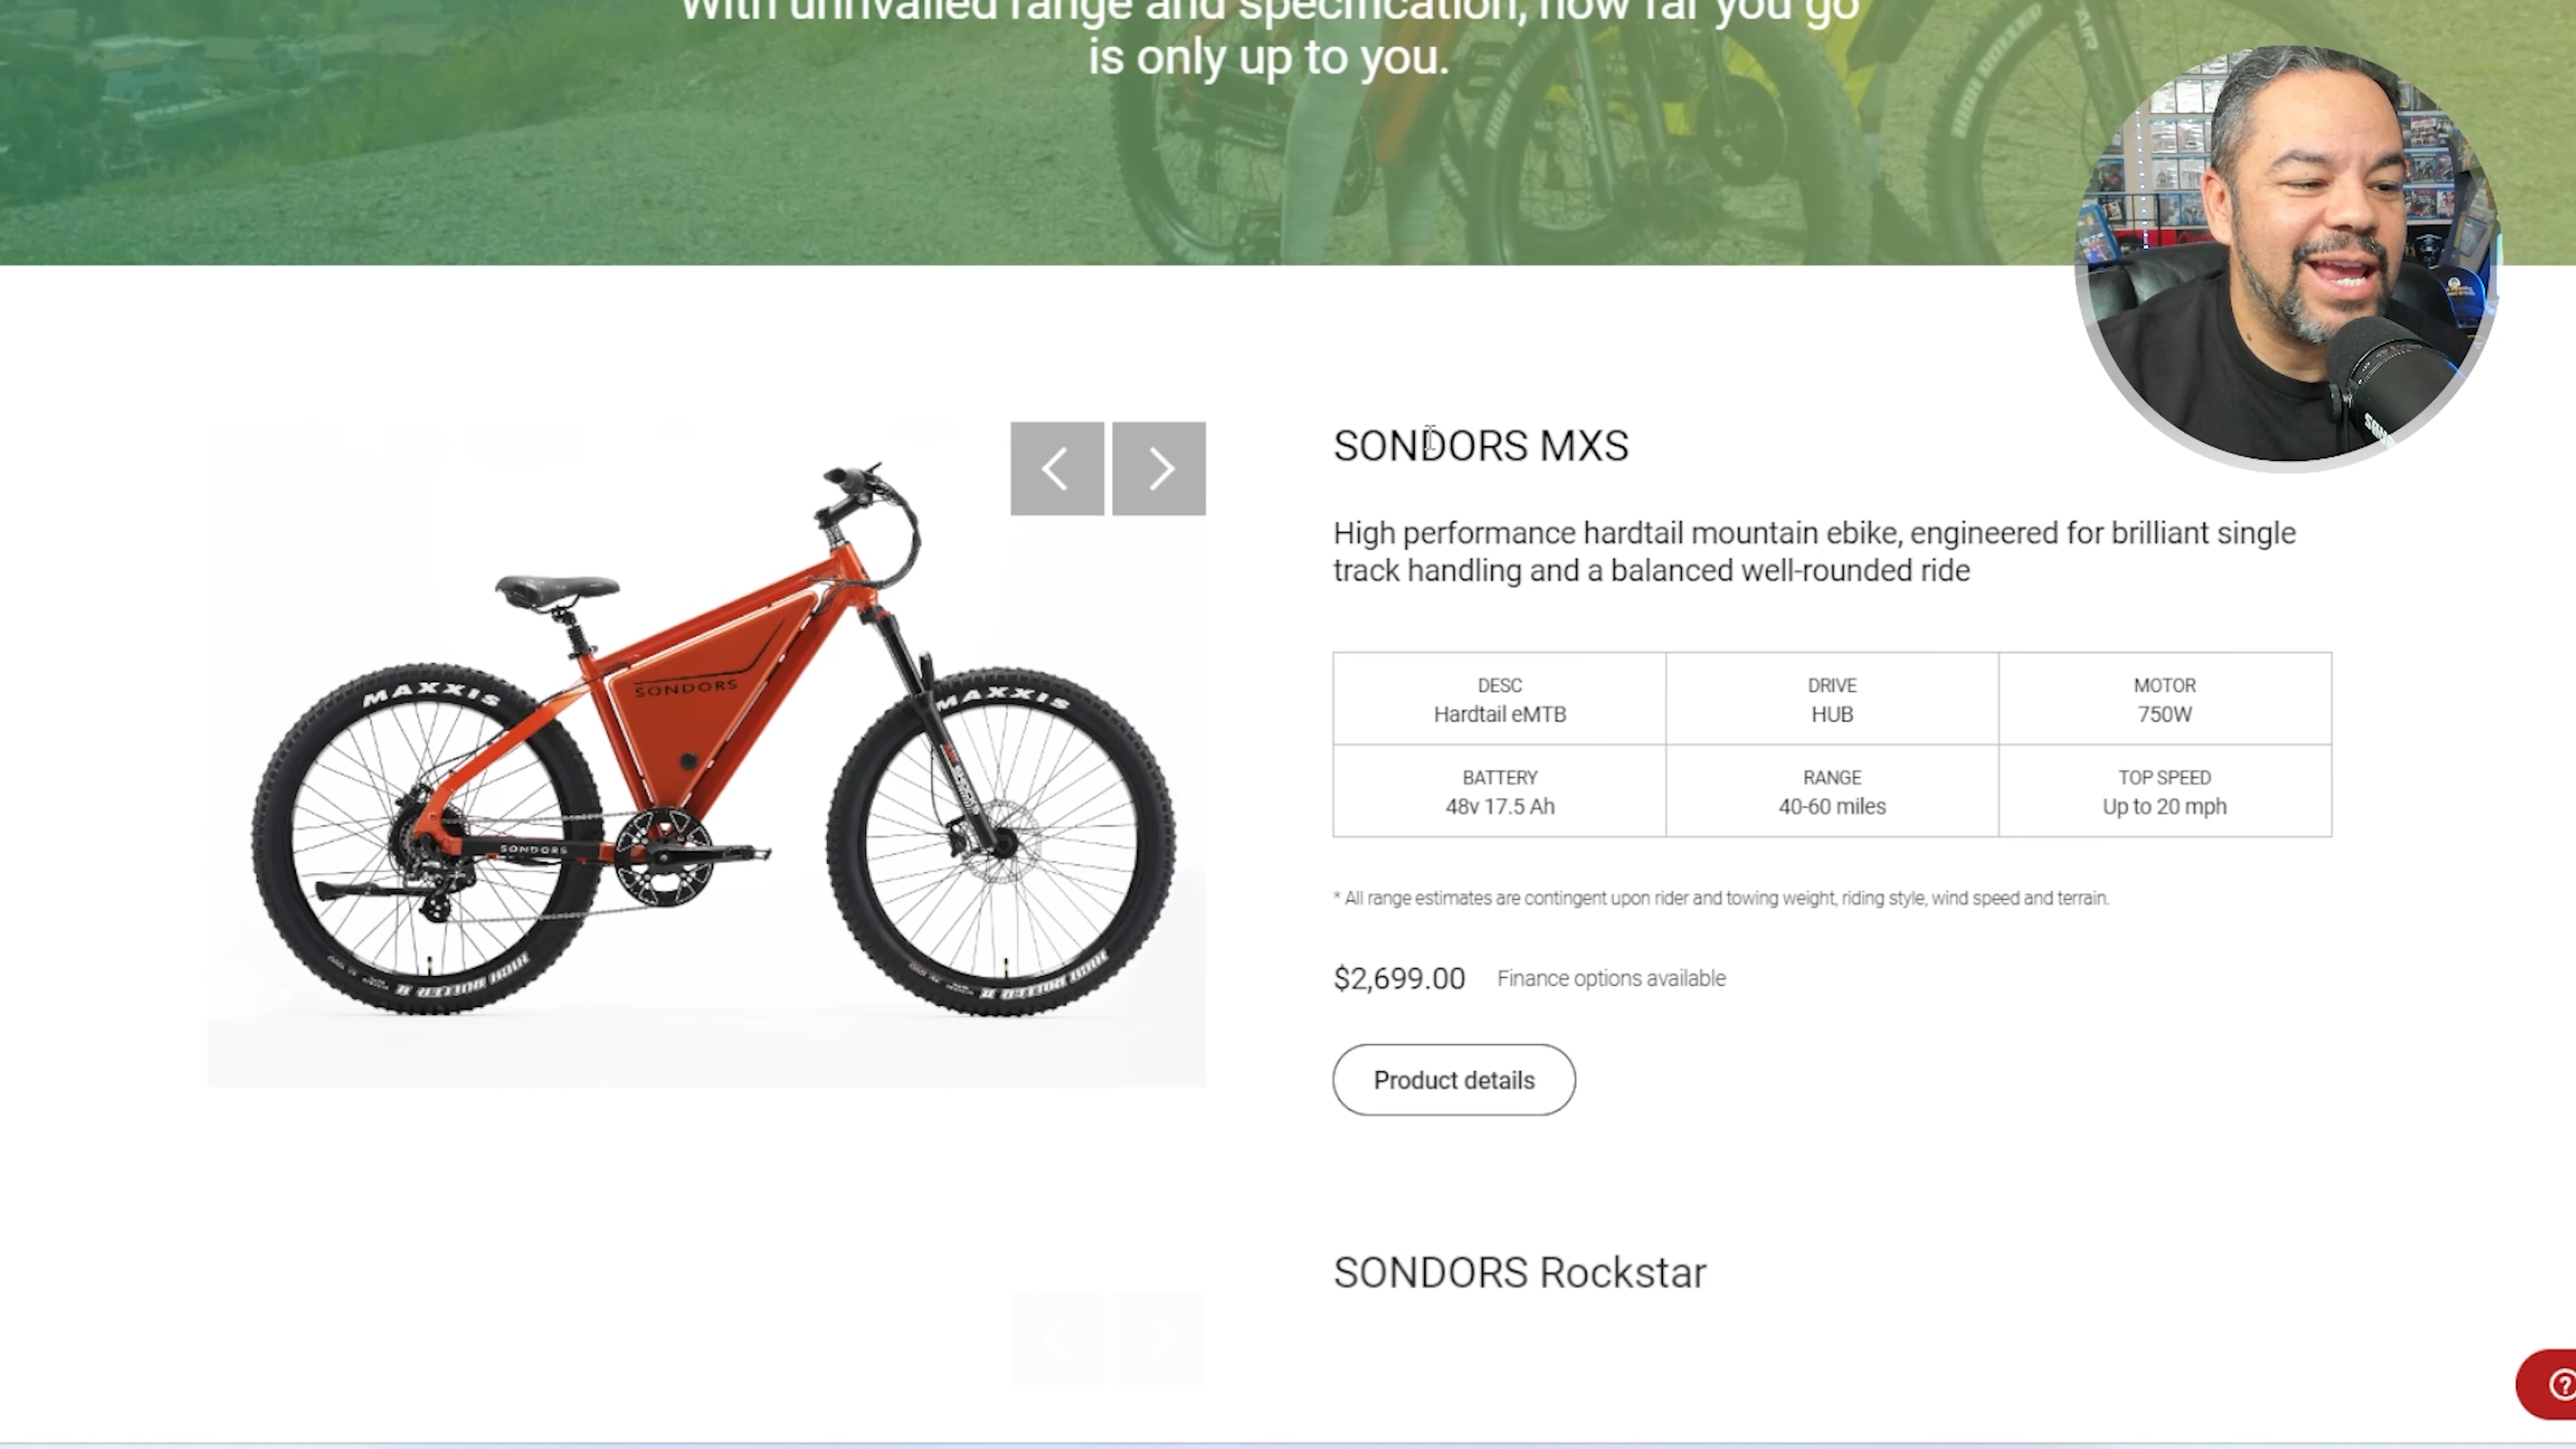 With unrivalled range and specification, how far you go
is only up to you.
SONDORS MXS
High performance hardtail mountain ebike, engineered for brilliant single
track handling and a balanced well-rounded ride
DESC
Hardtail eMTB
DRIVE
HUB
MOTOR
750W
BATTERY
48v 17.5 Ah
RANGE
40-60 miles
TOP SPEED
Up to 20 mph
* All range estimates are contingent upon rider and towing weight, riding style, wind speed and terrain.
$2,699.00 Finance options available
Product details
SONDORS Rockstar
MAXXIS
MAXXIS
SONDORS
SONDORS
AIR